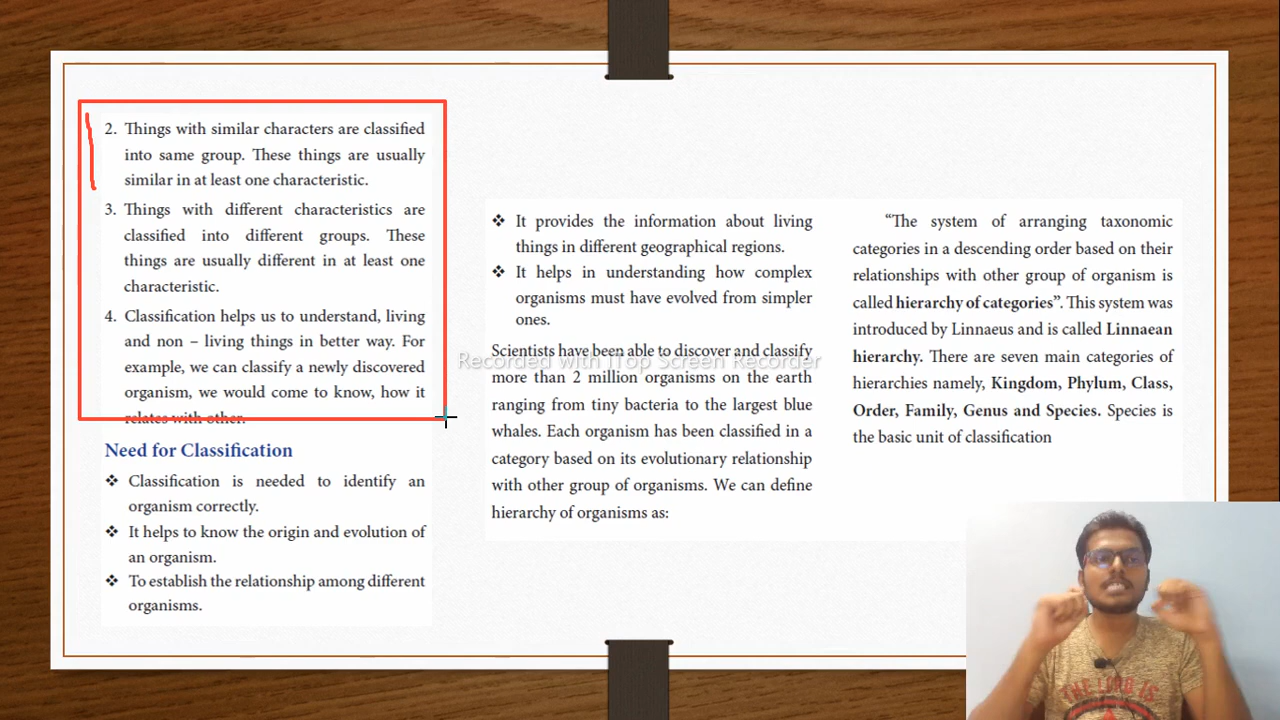 2. Things with similar characters are classified
into same group. These things are usually
similar in at least one characteristic.
3. Things with different characteristics are
classified into different groups. These
things are usually different in at least one
characteristic.
4. Classification helps us to understand, living
and non – living things in better way. For
example, we can classify a newly discovered
organism, we would come to know, how it
relates with other.
Need for Classification
❖ Classification is needed to identify an
organism correctly.
❖ It helps to know the origin and evolution of
an organism.
❖ To establish the relationship among different
organisms.
❖ It provides the information about living
things in different geographical regions.
❖ It helps in understanding how complex
organisms must have evolved from simpler
ones.
Scientists have been able to discover and classify
more than 2 million organisms on the earth
ranging from tiny bacteria to the largest blue
whales. Each organism has been classified in a
category based on its evolutionary relationship
with other group of organisms. We can define
hierarchy of organisms as:
“The system of arranging taxonomic
categories in a descending order based on their
relationships with other group of organism is
called hierarchy of categories”. This system was
introduced by Linnaeus and is called Linnaean
hierarchy. There are seven main categories of
hierarchies namely, Kingdom, Phylum, Class,
Order, Family, Genus and Species. Species is
the basic unit of classification
Recorded with iTop Screen Recorder
THE LORD IS